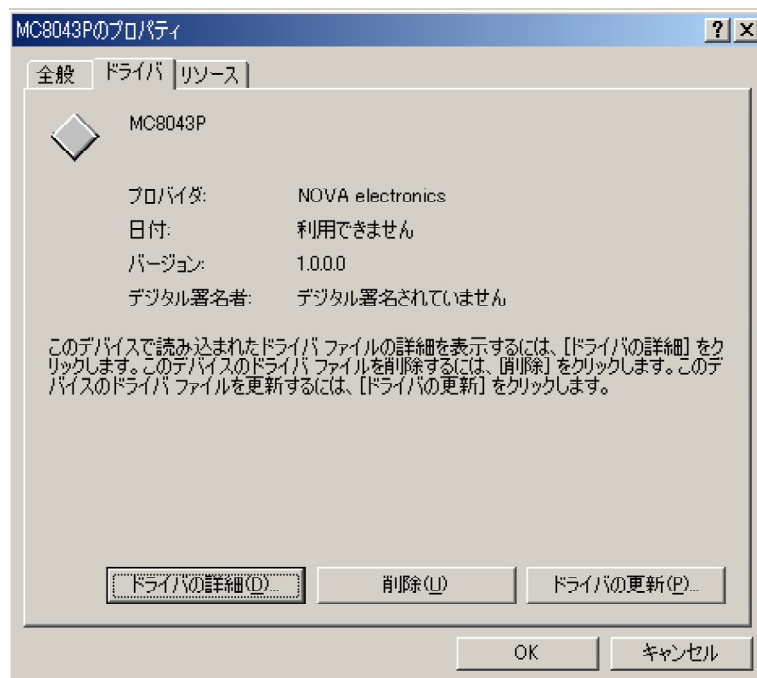 MC8043Pのプロパティ
全般 ドライバ リソース
MC8043P
プロバイダ: NOVA electronics
日付: 利用できません
バージョン: 1.0.0.0
デジタル署名者: デジタル署名されていません
このデバイスで読み込まれたドライバ ファイルの詳細を表示するには、[ドライバの詳細] をク
リックします。このデバイスのドライバ ファイルを削除するには、[削除] をクリックします。このデ
バイスのドライバ ファイルを更新するには、[ドライバの更新] をクリックします。
ドライバの詳細(D)... 削除(U) ドライバの更新(P)...
OK キャンセル